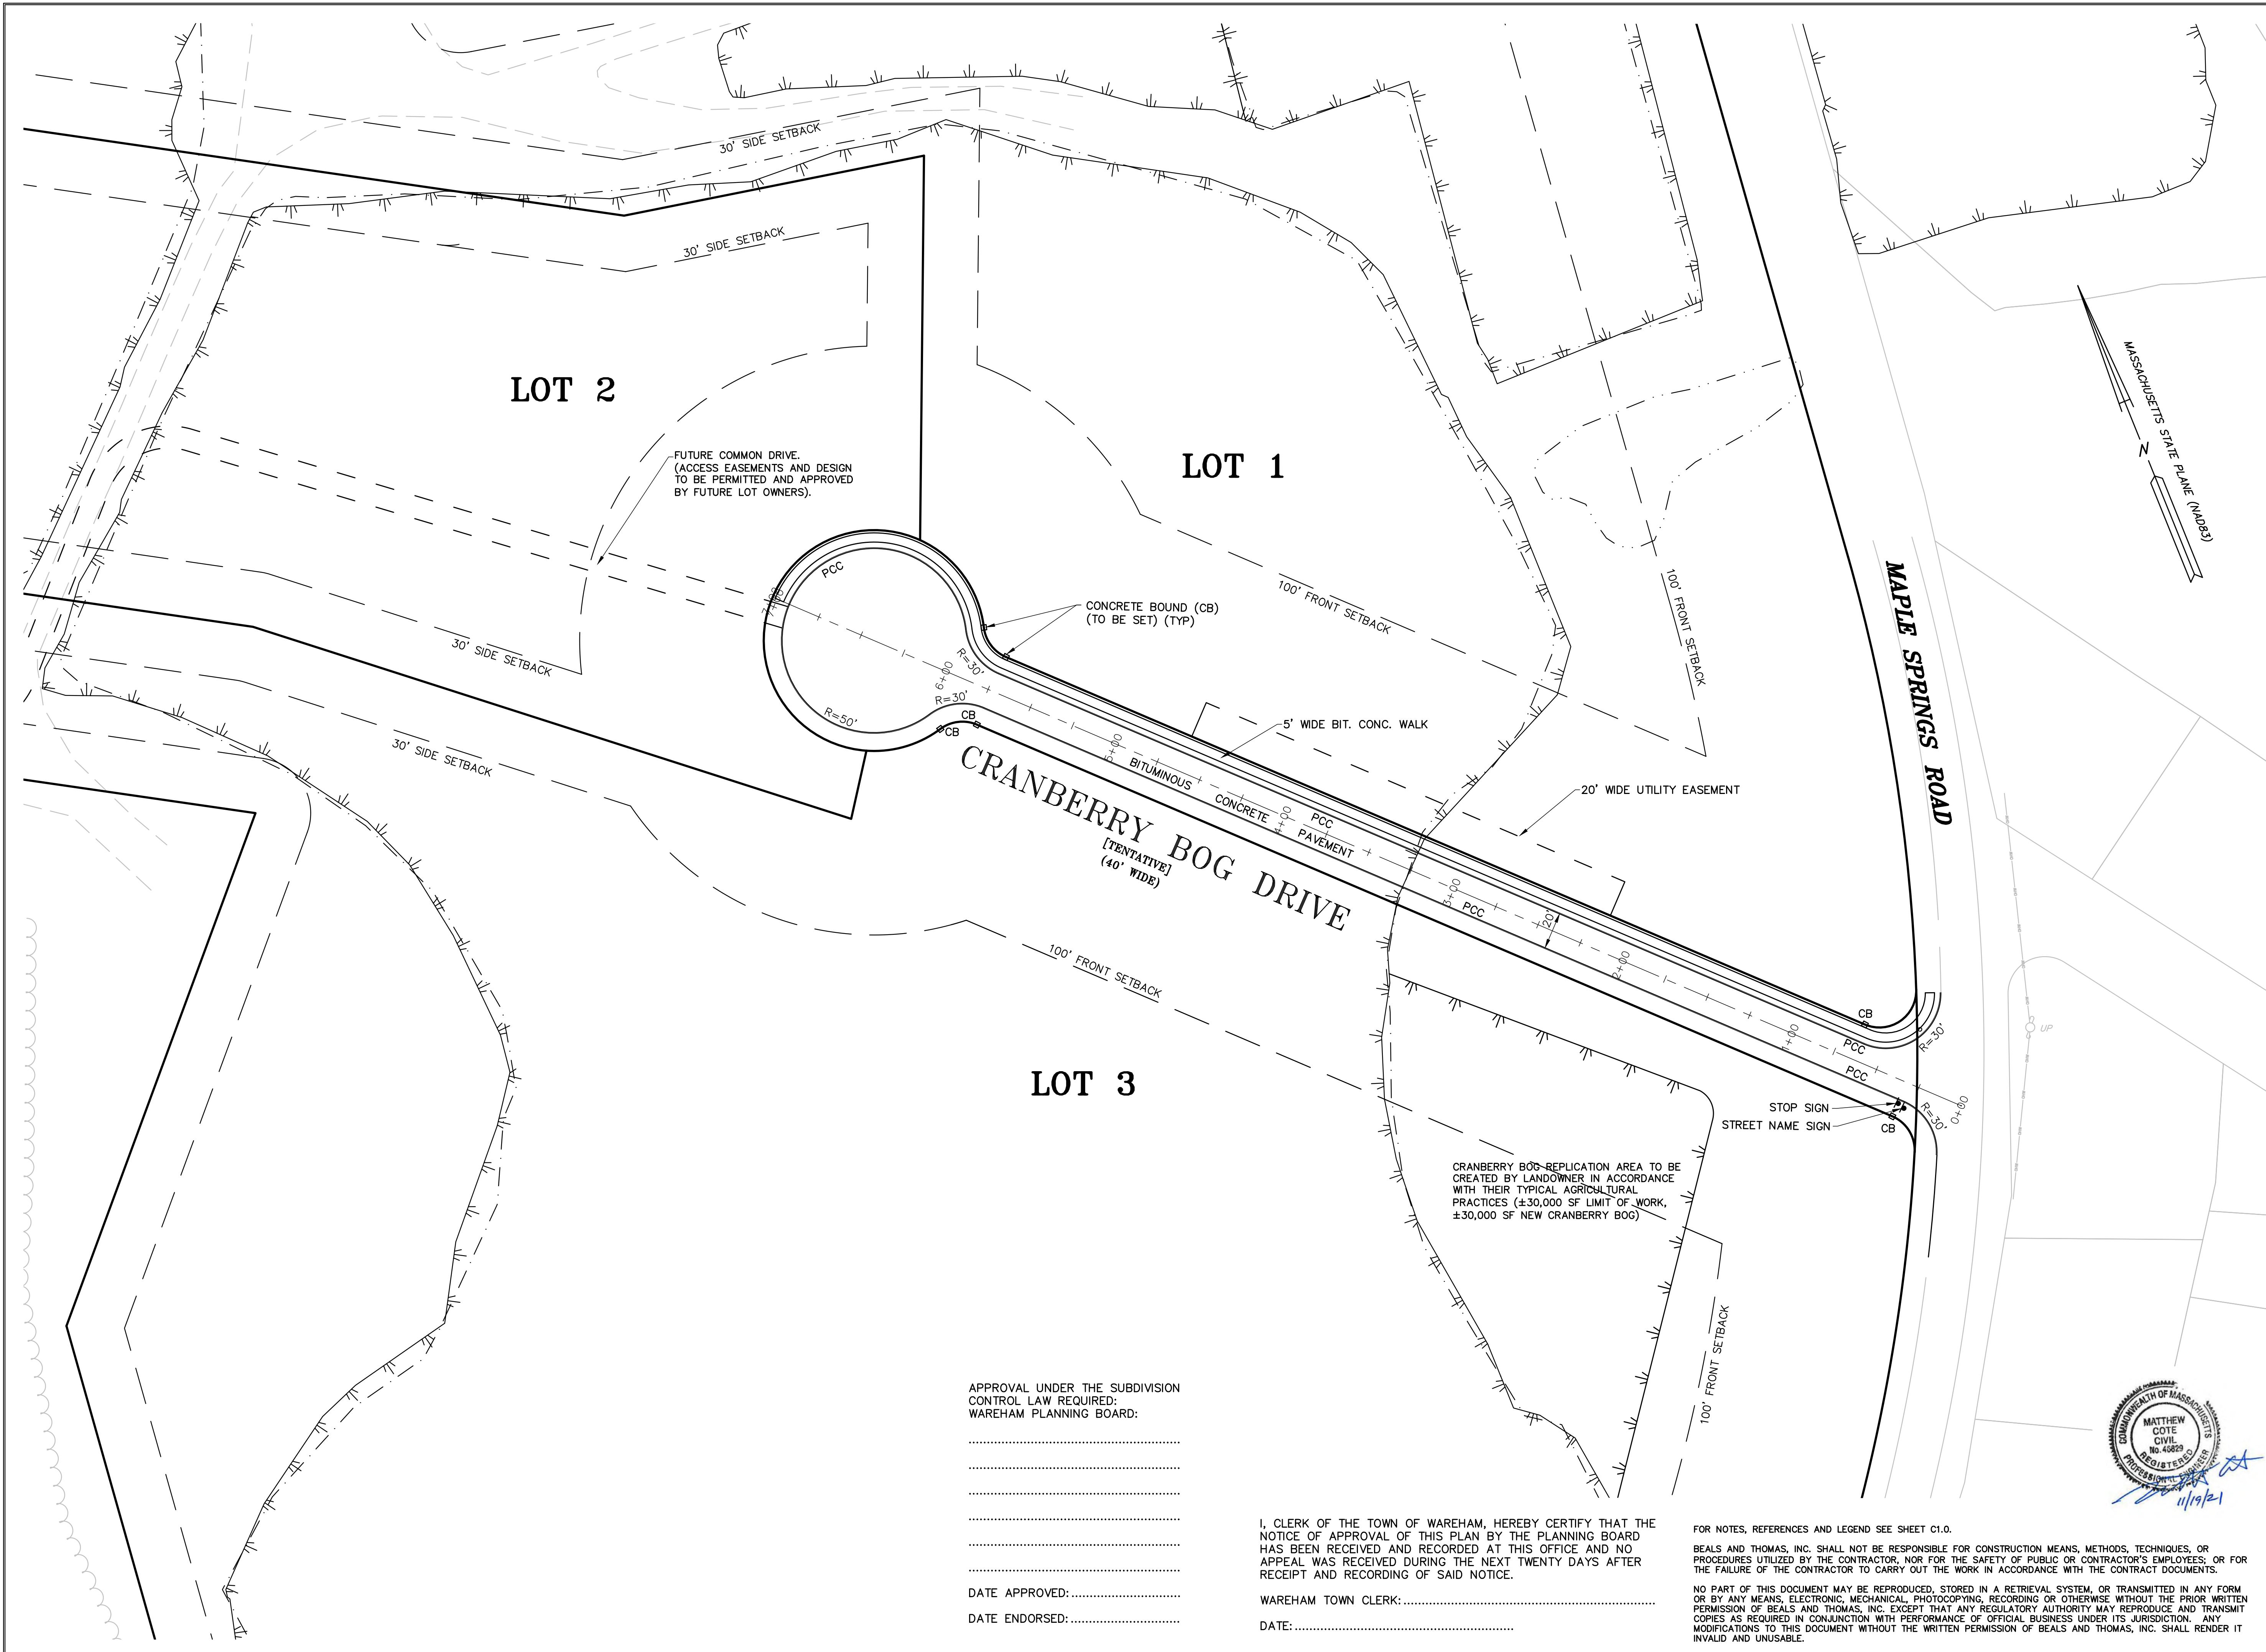 30' SIDE SETBACK
30' SIDE SETBACK
LOT 2
LOT 1
FUTURE COMMON DRIVE.
(ACCESS EASEMENTS AND DESIGN
TO BE PERMITTED AND APPROVED
BY FUTURE LOT OWNERS).
MASSACHUSETTS STATE PLANE (NAD83)
N
PCC
7+00
CONCRETE BOUND (CB)
(TO BE SET) (TYP)
100' FRONT SETBACK
100' FRONT SETBACK
MAPLE SPRINGS ROAD
30' SIDE SETBACK
R=30'
6+00
R=30'
R=50'
CB
CB
30' SIDE SETBACK
5' WIDE BIT. CONC. WALK
20' WIDE UTILITY EASEMENT
5+00
BITUMINOUS CONCRETE PAVEMENT
4+00
PCC
CRANBERRY BOG DRIVE
[TENTATIVE]
(40' WIDE)
3+00
PCC
20'
2+00
100' FRONT SETBACK
CB
1+00
PCC
R=30'
UP
PCC
LOT 3
STOP SIGN
STREET NAME SIGN
CB
R=30'
0+00
CRANBERRY BOG REPLICATION AREA TO BE
CREATED BY LANDOWNER IN ACCORDANCE
WITH THEIR TYPICAL AGRICULTURAL
PRACTICES (±30,000 SF LIMIT OF WORK,
±30,000 SF NEW CRANBERRY BOG)
100' FRONT SETBACK
APPROVAL UNDER THE SUBDIVISION
CONTROL LAW REQUIRED:
WAREHAM PLANNING BOARD:
DATE APPROVED:
DATE ENDORSED:
I, CLERK OF THE TOWN OF WAREHAM, HEREBY CERTIFY THAT THE
NOTICE OF APPROVAL OF THIS PLAN BY THE PLANNING BOARD
HAS BEEN RECEIVED AND RECORDED AT THIS OFFICE AND NO
APPEAL WAS RECEIVED DURING THE NEXT TWENTY DAYS AFTER
RECEIPT AND RECORDING OF SAID NOTICE.
WAREHAM TOWN CLERK:
DATE:
COMMONWEALTH OF MASSACHUSETTS
MATTHEW
COTE
CIVIL
No. 46829
REGISTERED
PROFESSIONAL ENGINEER
11/19/21
FOR NOTES, REFERENCES AND LEGEND SEE SHEET C1.0.
BEALS AND THOMAS, INC. SHALL NOT BE RESPONSIBLE FOR CONSTRUCTION MEANS, METHODS, TECHNIQUES, OR
PROCEDURES UTILIZED BY THE CONTRACTOR, NOR FOR THE SAFETY OF PUBLIC OR CONTRACTOR'S EMPLOYEES; OR FOR
THE FAILURE OF THE CONTRACTOR TO CARRY OUT THE WORK IN ACCORDANCE WITH THE CONTRACT DOCUMENTS.
NO PART OF THIS DOCUMENT MAY BE REPRODUCED, STORED IN A RETRIEVAL SYSTEM, OR TRANSMITTED IN ANY FORM
OR BY ANY MEANS, ELECTRONIC, MECHANICAL, PHOTOCOPYING, RECORDING OR OTHERWISE WITHOUT THE PRIOR WRITTEN
PERMISSION OF BEALS AND THOMAS, INC. EXCEPT THAT ANY REGULATORY AUTHORITY MAY REPRODUCE AND TRANSMIT
COPIES AS REQUIRED IN CONJUNCTION WITH PERFORMANCE OF OFFICIAL BUSINESS UNDER ITS JURISDICTION. ANY
MODIFICATIONS TO THIS DOCUMENT WITHOUT THE WRITTEN PERMISSION OF BEALS AND THOMAS, INC. SHALL RENDER IT
INVALID AND UNUSABLE.